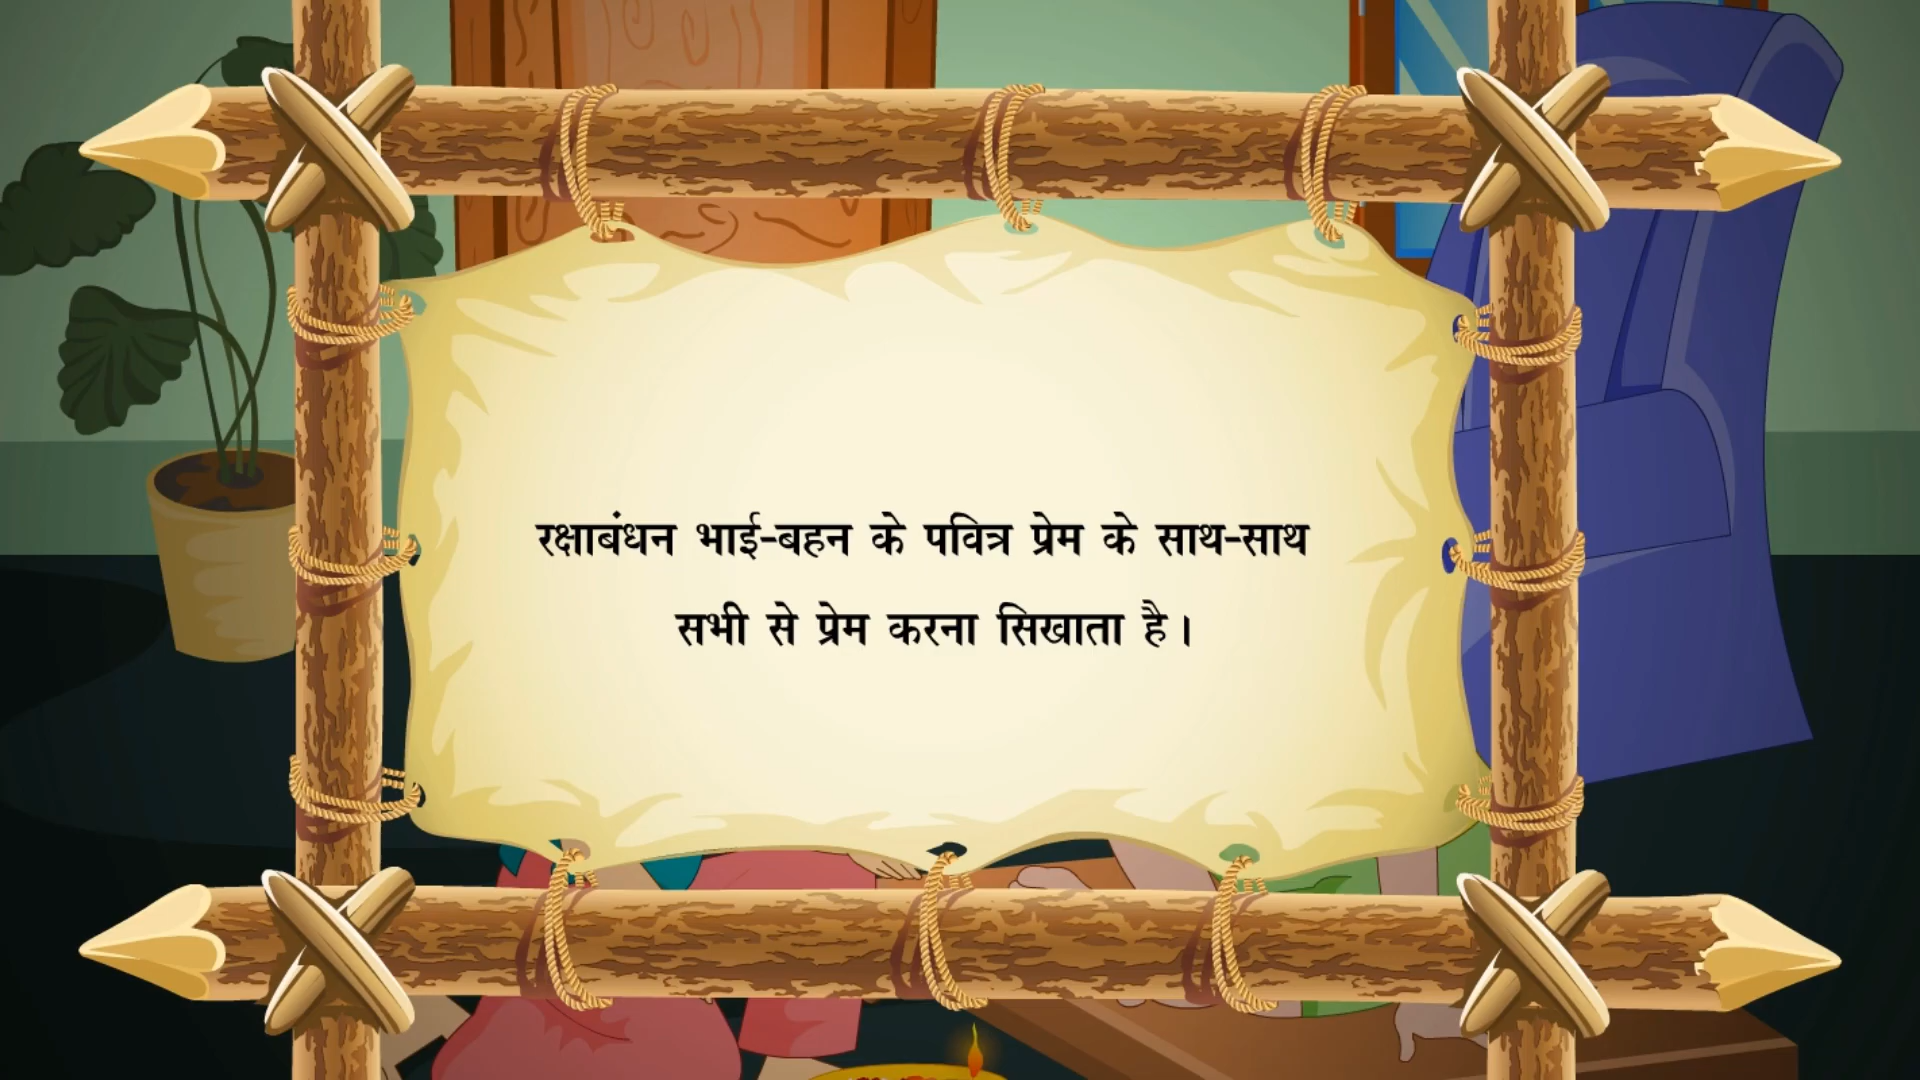 रक्षाबंधन भाई-बहन के पवित्र प्रेम के साथ-साथ
सभी से प्रेम करना सिखाता है।